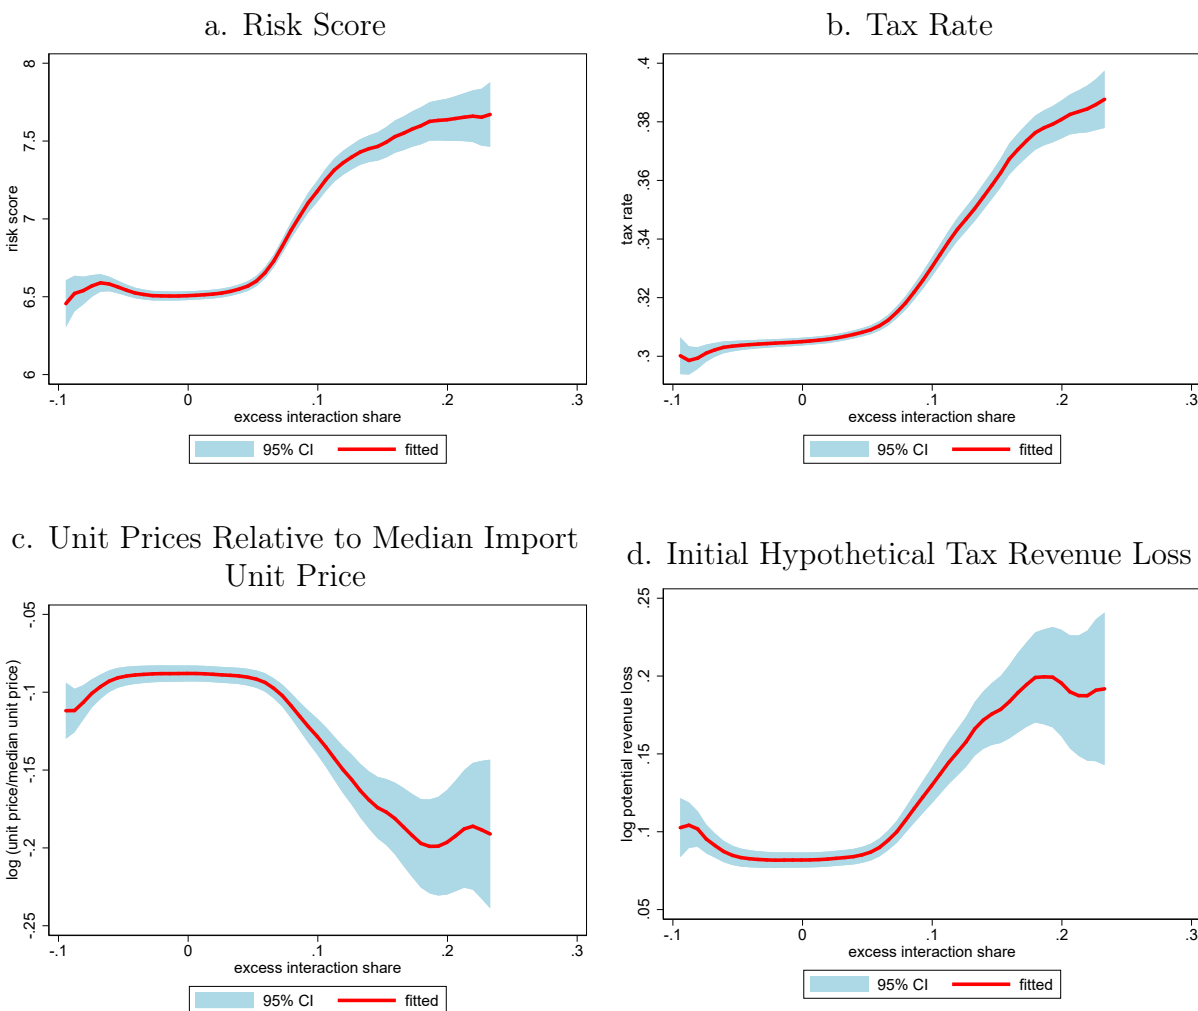 a. Risk Score
risk score
8
7.5
7
6.5
6
-.1 0 .1 .2 .3
excess interaction share
95% CI fitted
b. Tax Rate
tax rate
.4
.38
.36
.34
.32
.3
-.1 0 .1 .2 .3
excess interaction share
95% CI fitted
c. Unit Prices Relative to Median Import
Unit Price
log (unit price/median unit price)
-.05
-.1
-.15
-.2
-.25
-.1 0 .1 .2 .3
excess interaction share
95% CI fitted
d. Initial Hypothetical Tax Revenue Loss
log potential revenue loss
.25
.2
.15
.1
.05
-.1 0 .1 .2 .3
excess interaction share
95% CI fitted